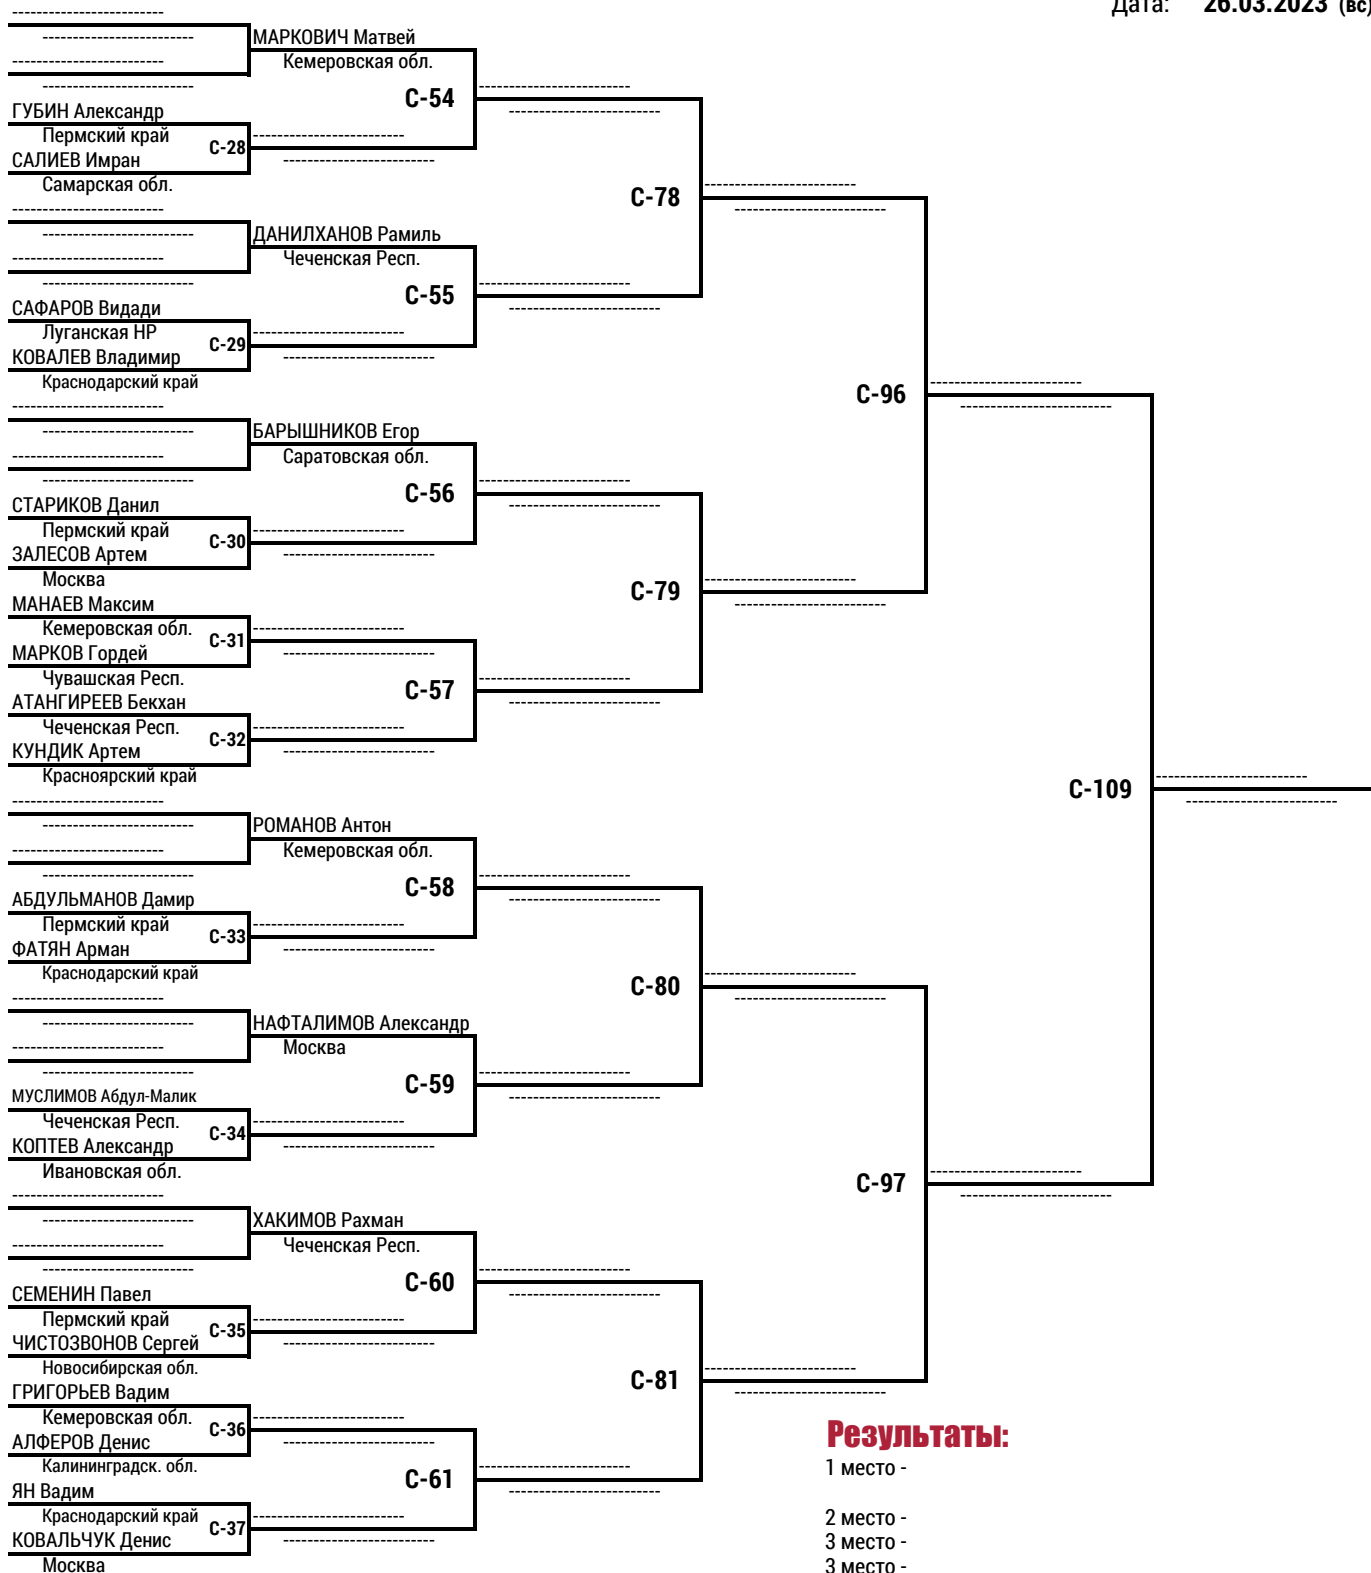 Дата: 26.03.2023 (вс)
МАРКОВИЧ Матвей
Кемеровская обл.
С-54
ГУБИН Александр
Пермский край
С-28
САЛИЕВ Имран
Самарская обл.
С-78
ДАНИЛХАНОВ Рамиль
Чеченская Респ.
С-55
САФАРОВ Видади
Луганская НР
С-29
КОВАЛЕВ Владимир
Краснодарский край
С-96
БАРЫШНИКОВ Егор
Саратовская обл.
С-56
СТАРИКОВ Данил
Пермский край
С-30
ЗАЛЕСОВ Артем
Москва
С-79
МАНАЕВ Максим
Кемеровская обл.
С-31
МАРКОВ Гордей
Чувашская Респ.
С-57
АТАНГИРЕЕВ Бекхан
Чеченская Респ.
С-32
КУНДИК Артем
Красноярский край
С-109
РОМАНОВ Антон
Кемеровская обл.
С-58
АБДУЛЬМАНОВ Дамир
Пермский край
С-33
ФАТЯН Арман
Краснодарский край
С-80
НАФТАЛИМОВ Александр
Москва
С-59
МУСЛИМОВ Абдул-Малик
Чеченская Респ.
С-34
КОПТЕВ Александр
Ивановская обл.
С-97
ХАКИМОВ Рахман
Чеченская Респ.
С-60
СЕМЕНИН Павел
Пермский край
С-35
ЧИСТОЗВОНОВ Сергей
Новосибирская обл.
С-81
ГРИГОРЬЕВ Вадим
Кемеровская обл.
С-36
АЛФЕРОВ Денис
Калининградск. обл.
С-61
ЯН Вадим
Краснодарский край
С-37
КОВАЛЬЧУК Денис
Москва
Результаты:
1 место -
2 место -
3 место -
3 место -